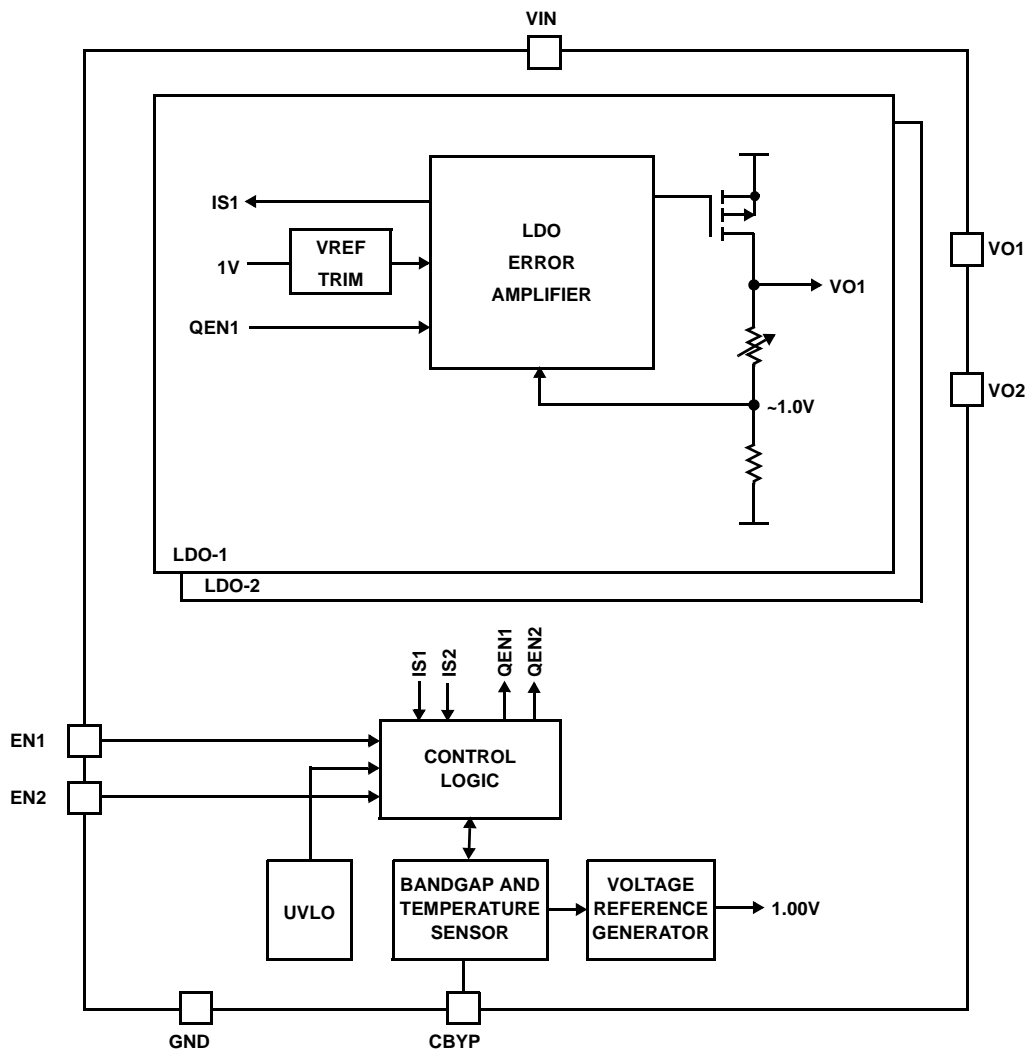 VIN
IS1
1V
VREF
TRIM
QEN1
LDO
ERROR
AMPLIFIER
VO1
~1.0V
VO1
VO2
LDO-1
LDO-2
IS1
IS2
QEN1
QEN2
EN1
EN2
CONTROL
LOGIC
UVLO
BANDGAP AND
TEMPERATURE
SENSOR
VOLTAGE
REFERENCE
GENERATOR
1.00V
GND
CBYP